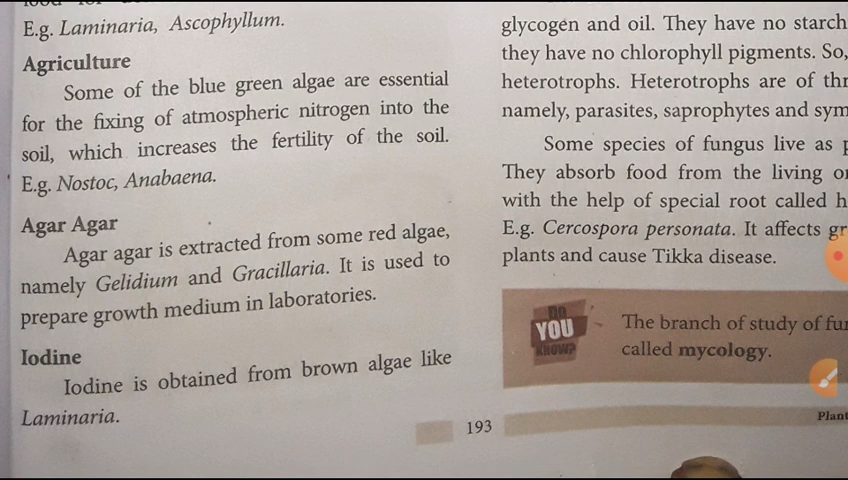 E.g. Laminaria, Ascophyllum.
Agriculture
Some of the blue green algae are essential
for the fixing of atmospheric nitrogen into the
soil, which increases the fertility of the soil.
E.g. Nostoc, Anabaena.
Agar Agar
Agar agar is extracted from some red algae,
namely Gelidium and Gracillaria. It is used to
prepare growth medium in laboratories.
Iodine
Iodine is obtained from brown algae like
Laminaria.
193
glycogen and oil. They have no starch
they have no chlorophyll pigments. So,
heterotrophs. Heterotrophs are of
namely, parasites, saprophytes and
Some species of fungus live as
They absorb food from the living
with the help of special root called
E.g. Cercospora personata. It affects
plants and cause Tikka disease.
DO
YOU
KNOW?
The branch of study of
called mycology.